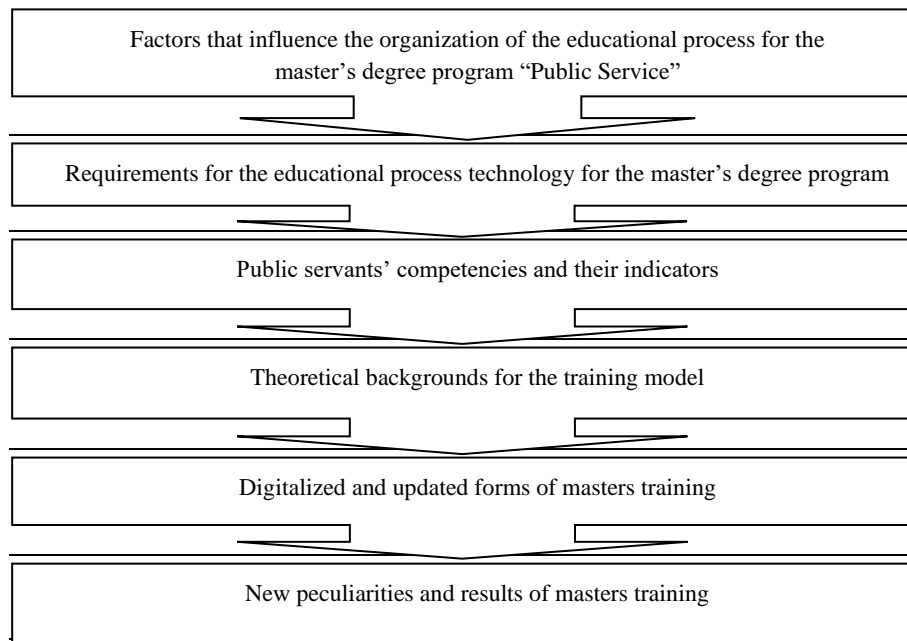 Factors that influence the organization of the educational process for the
master’s degree program “Public Service”
Requirements for the educational process technology for the master’s degree program
Public servants’ competencies and their indicators
Theoretical backgrounds for the training model
Digitalized and updated forms of masters training
New peculiarities and results of masters training